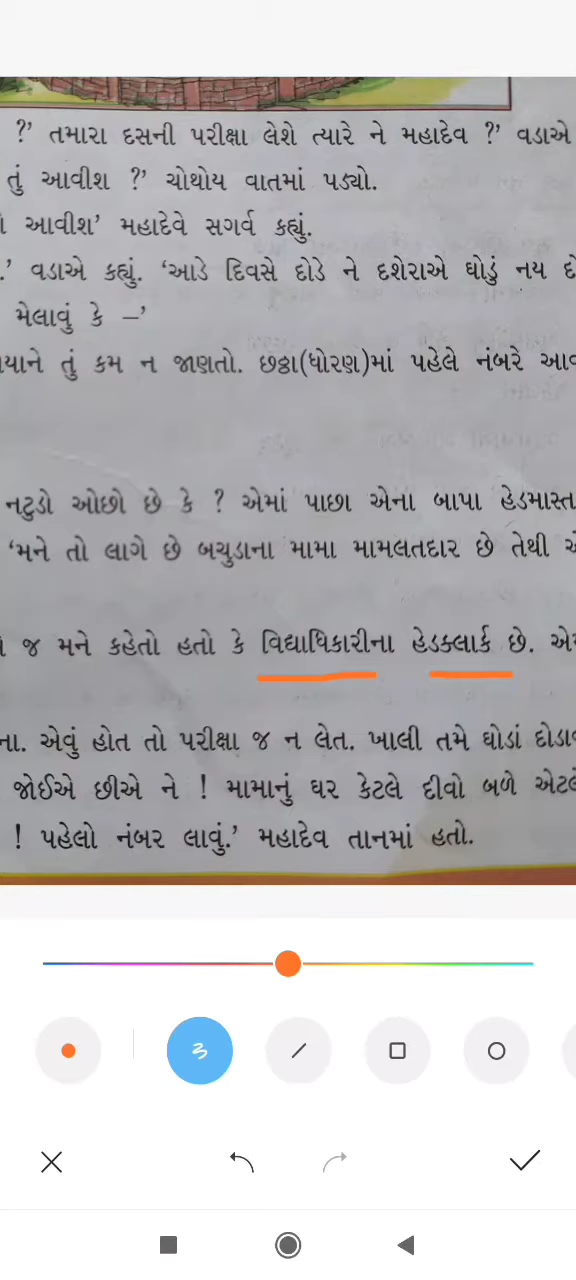 ?’ તમારા દસની પરીક્ષા લેશે ત્યારે ને મહાદેવ ?’ વડાએ
તું આવીશ ?’ ચોથોય વાતમાં પડ્યો.
આવીશ’ મહાદેવે સગર્વ કહ્યું.
.’ વડાએ કહ્યું. ‘આડે દિવસે દોડે ને દશેરાએ ઘોડું નય
મેલાવું કે –’
તું કમ ન જાણતો. છઠ્ઠા(ધોરણ)માં પહેલે નંબરે
નટુડો ઓછો છે કે ? એમાં પાછા એના બાપા
‘મને તો લાગે છે બચુડાના મામા મામલતદાર છે તેથી
જ મને કહેતો હતો કે વિદ્યાધિકારીના હેડક્લાર્ક છે.
ના. એવું હોત તો પરીક્ષા જ ન લેત. ખાલી તમે ઘોડાં
જોઈએ છીએ ને ! મામાનું ઘર કેટલે દીવો બળે
! પહેલો નંબર લાવું.’ મહાદેવ તાનમાં હતો.